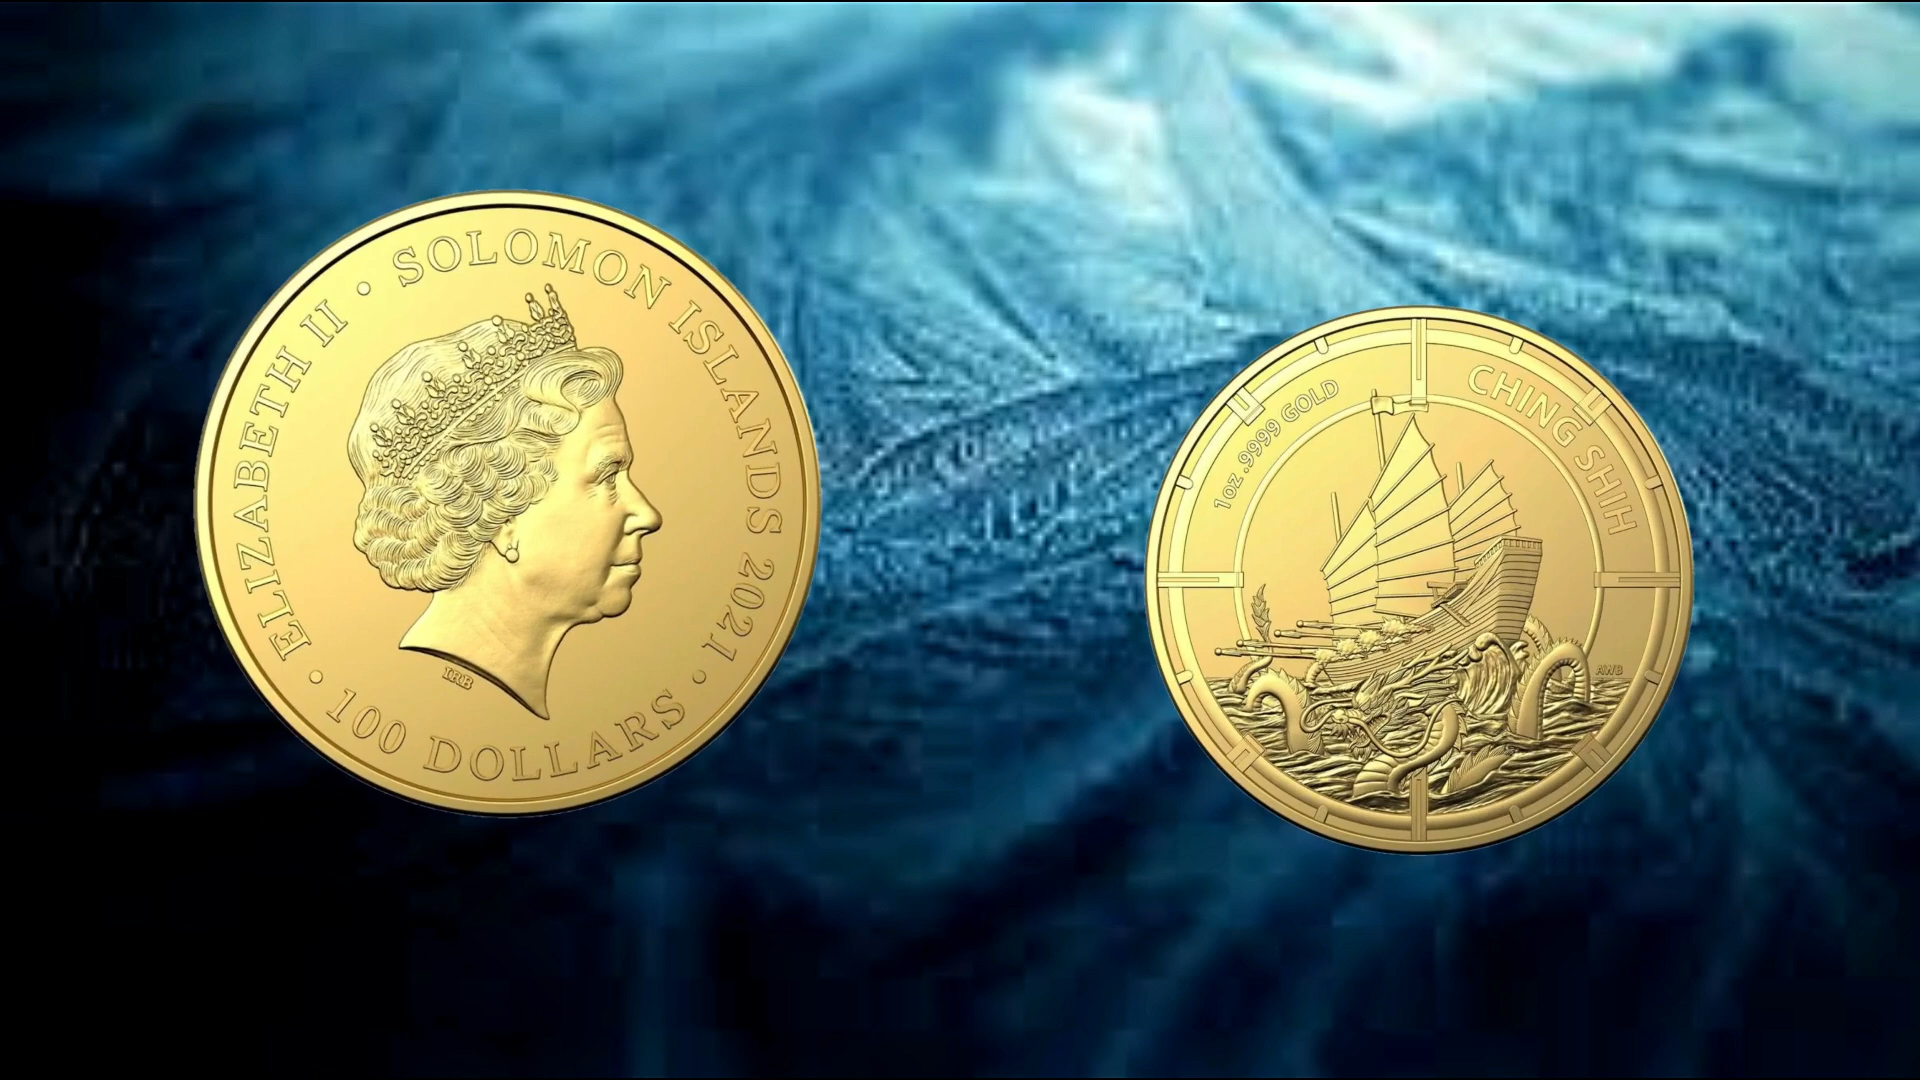 • ELIZABETH II • SOLOMON ISLANDS 2021 •
100 DOLLARS
IRB
1oz .9999 GOLD
CHING SHIH
AWB